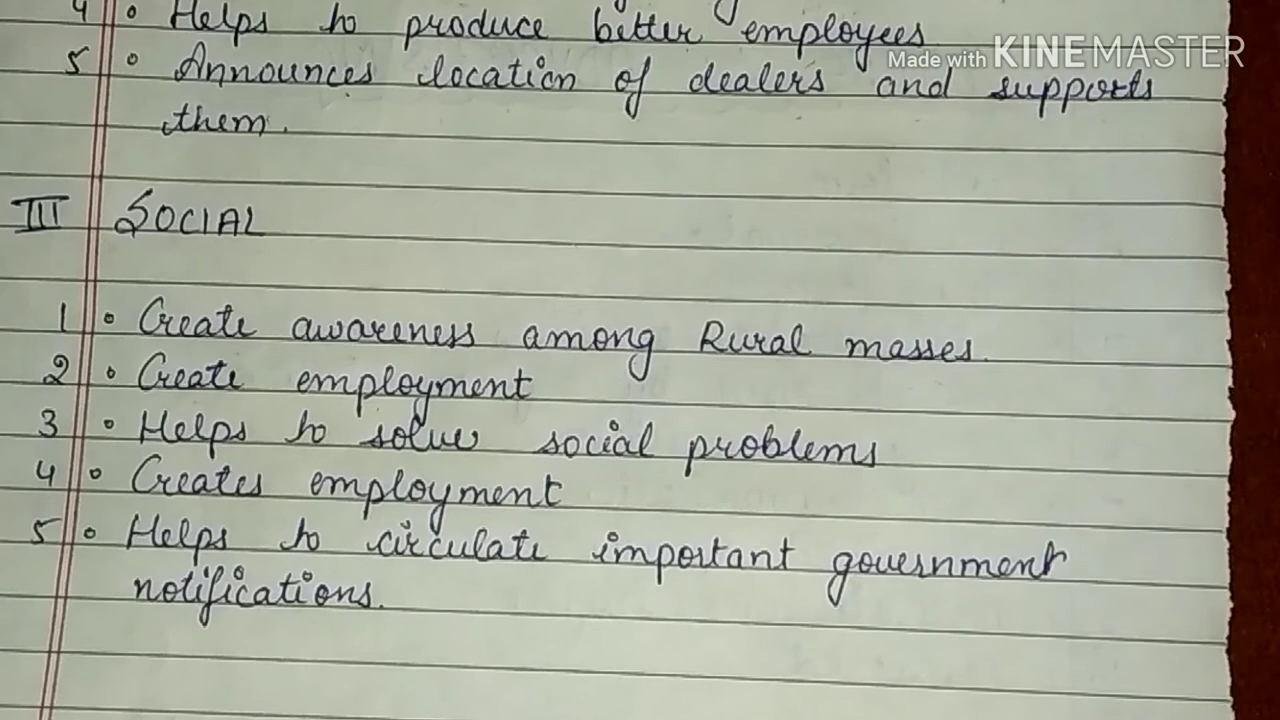 4 • Helps to produce better employees
Made with KINEMASTER
5 • Announces location of dealers and supports
them.
III SOCIAL
1 • Create awareness among Rural masses.
2 • Create employment
3 • Helps to solve social problems
4 • Creates employment
5 • Helps to circulate important government
notifications.